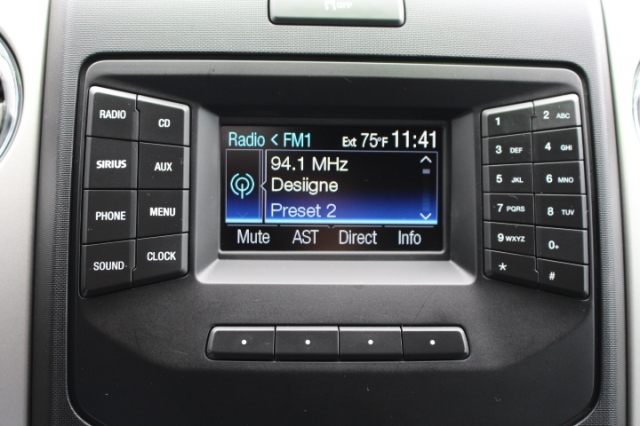 OFF
RADIO
CD
SIRIUS
AUX
PHONE
MENU
SOUND
CLOCK
Radio < FM1 Ext 75°F 11:41
94.1 MHz
Desiigne
Preset 2
Mute AST Direct Info
1
2 ABC
3 DEF
4 GHI
5 JKL
6 MNO
7 PQRS
8 TUV
9 WXYZ
0+
*
#